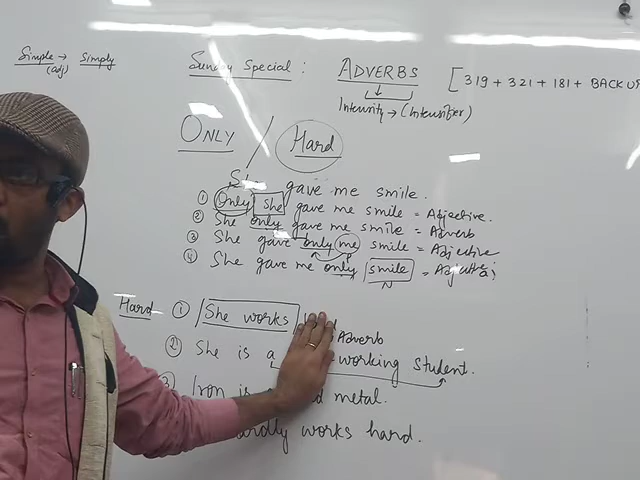 Simple → Simply
(adj)
Sunday Special : ADVERBS [ 319 + 321 + 181 + BACKUP
Intensity → (Intensifier)
ONLY / Hard
gave me smile.
① Only she gave me smile = Adjective.
② She only gave me smile = Adverb
③ She gave only me smile = Adjective
④ She gave me only smile = Adjective
N
Hard ① She works
Adverb
② She is a working student.
③ Iron is metal.
hardly works hard.